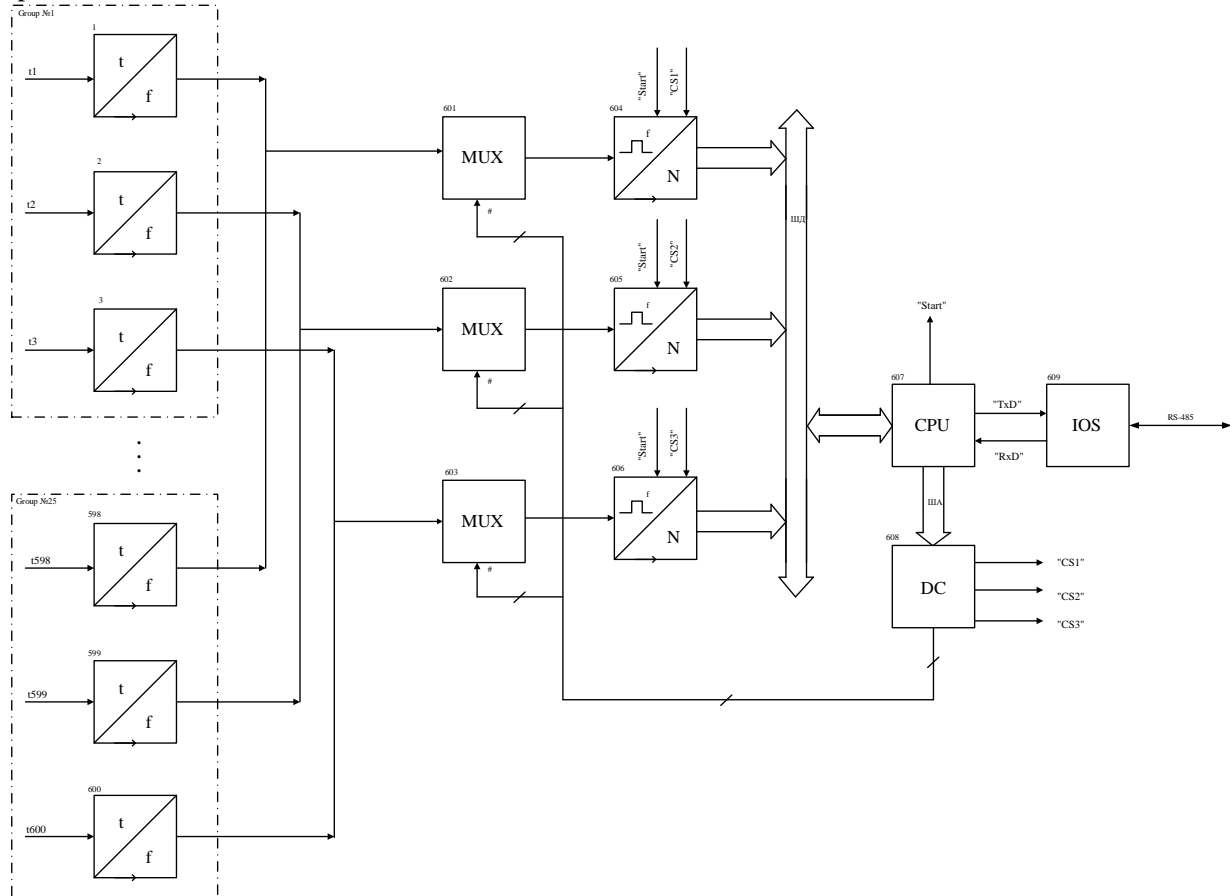 Group №1
1
t1
t
f
2
t2
t
f
3
t3
t
f
Group №25
598
t598
t
f
599
t599
t
f
600
t600
t
f
601
MUX
#
602
MUX
#
603
MUX
#
"Start"
"CS1"
604
f
N
"Start"
"CS2"
605
f
N
"Start"
"CS3"
606
f
N
ШД
"Start"
607
CPU
"TxD"
"RxD"
609
IOS
RS-485
ША
608
DC
"CS1"
"CS2"
"CS3"